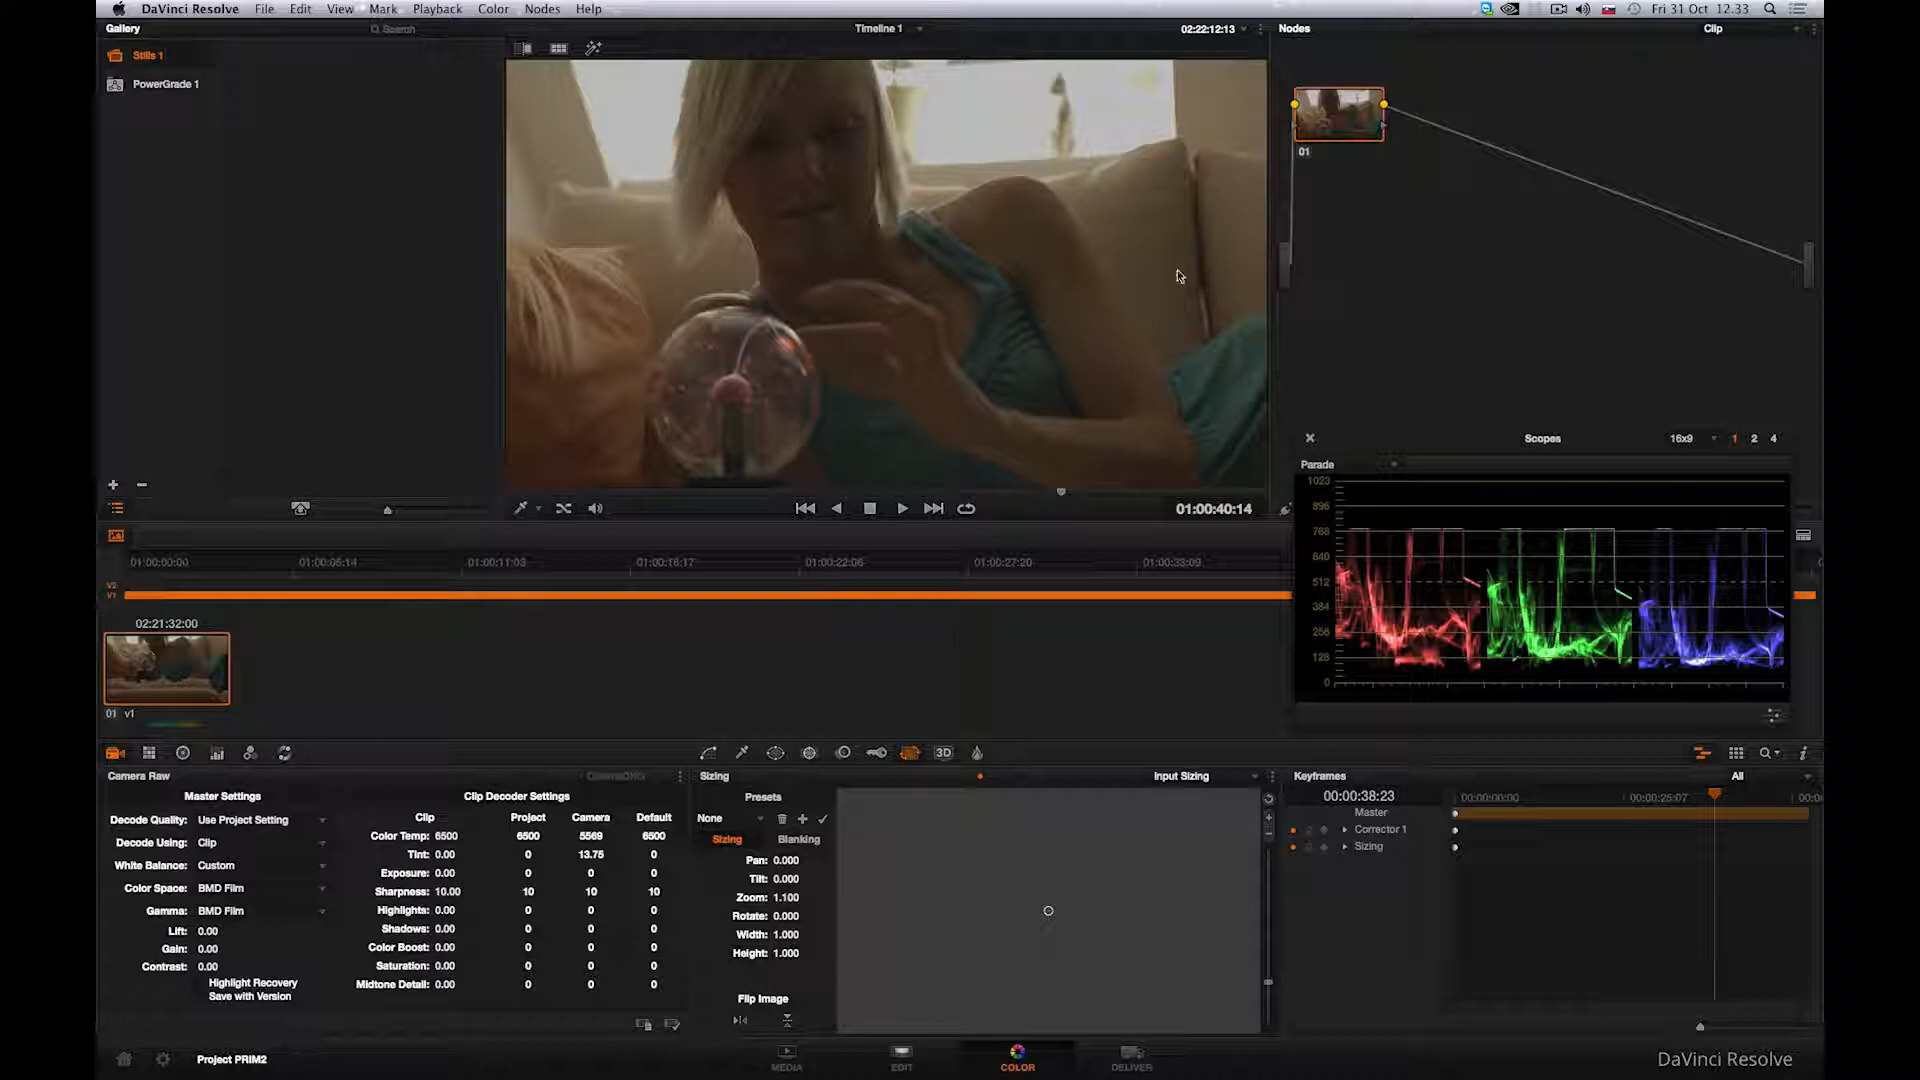 DaVinci Resolve File Edit View Mark Playback Color Nodes Help Fri 31 Oct 12.33
Gallery Search Timeline 1 02:22:12:13 Nodes Clip
Stills 1
PowerGrade 1
01
Scopes 16x9 1 2 4
Parade
1023
896
768
640
512
384
256
128
0
01:00:40:14
01:00:00:00 01:00:05:14 01:00:11:03 01:00:16:17 01:00:22:06 01:00:27:20 01:00:33:09
V2
V1
02:21:32:00
01 v1
3D
Camera Raw CinemaDNG Sizing Input Sizing Keyframes All
Master Settings Clip Decoder Settings Presets
00:00:38:23 00:00:00:00 00:00:25:07
Decode Quality: Use Project Setting
Decode Using: Clip
White Balance: Custom
Color Space: BMD Film
Gamma: BMD Film
Lift: 0.00
Gain: 0.00
Contrast: 0.00
Highlight Recovery
Save with Version
Clip Project Camera Default
Color Temp: 6500 6500 5569 6500
Tint: 0.00 0 13.75 0
Exposure: 0.00 0 0 0
Sharpness: 10.00 10 10 10
Highlights: 0.00 0 0 0
Shadows: 0.00 0 0 0
Color Boost: 0.00 0 0 0
Saturation: 0.00 0 0 0
Midtone Detail: 0.00 0 0 0
None
Sizing Blanking
Pan: 0.000
Tilt: 0.000
Zoom: 1.100
Rotate: 0.000
Width: 1.000
Height: 1.000
Flip Image
Master
Corrector 1
Sizing
Project PRIM2 MEDIA EDIT COLOR DELIVER DaVinci Resolve